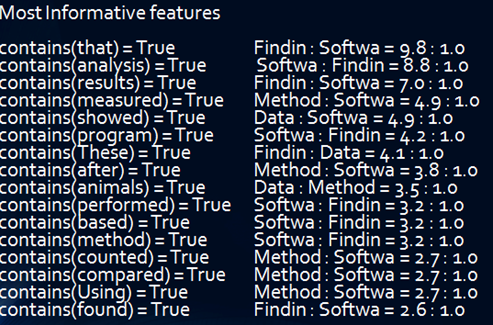 Most Informative features
contains(that) = True Findin : Softwa = 9.8 : 1.0
contains(analysis) = True Softwa : Findin = 8.8 : 1.0
contains(results) = True Findin : Softwa = 7.0 : 1.0
contains(measured) = True Method : Softwa = 4.9 : 1.0
contains(showed) = True Data : Softwa = 4.9 : 1.0
contains(program) = True Softwa : Findin = 4.2 : 1.0
contains(These) = True Findin : Data = 4.1 : 1.0
contains(after) = True Method : Softwa = 3.8 : 1.0
contains(animals) = True Data : Method = 3.5 : 1.0
contains(performed) = True Softwa : Findin = 3.2 : 1.0
contains(based) = True Softwa : Findin = 3.2 : 1.0
contains(method) = True Softwa : Findin = 3.2 : 1.0
contains(counted) = True Method : Softwa = 2.7 : 1.0
contains(compared) = True Method : Softwa = 2.7 : 1.0
contains(Using) = True Method : Softwa = 2.7 : 1.0
contains(found) = True Findin : Softwa = 2.6 : 1.0